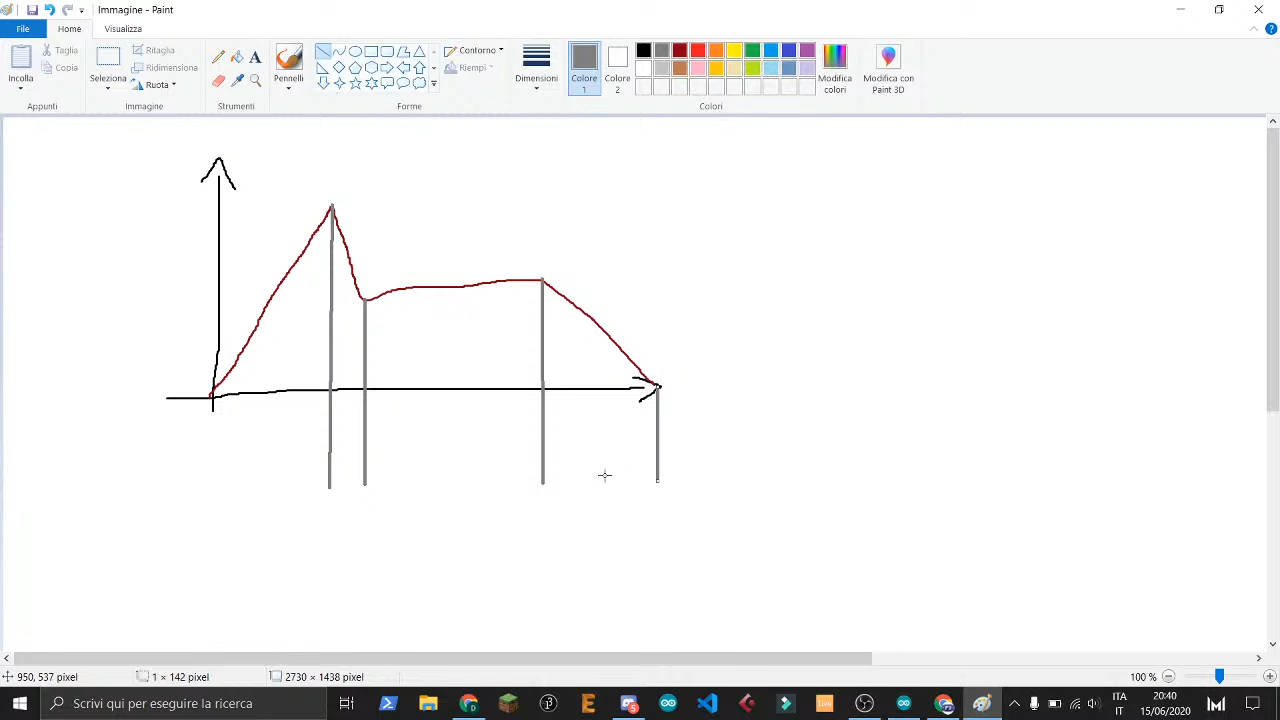 Immagine - Paint
File Home Visualizza
Incolla
Taglia
Copia
Appunti
Seleziona
Ritaglia
Ridimensiona
Ruota
Immagine
A
Strumenti
Pennelli
Contorno
Riempi
Forme
Dimensioni
Colore
1
Colore
2
Modifica
colori
Modifica con
Paint 3D
Colori
950, 537 pixel
1 × 142 pixel
2730 × 1438 pixel
100 %
Scrivi qui per eseguire la ricerca
ITA
IT
20:40
15/06/2020